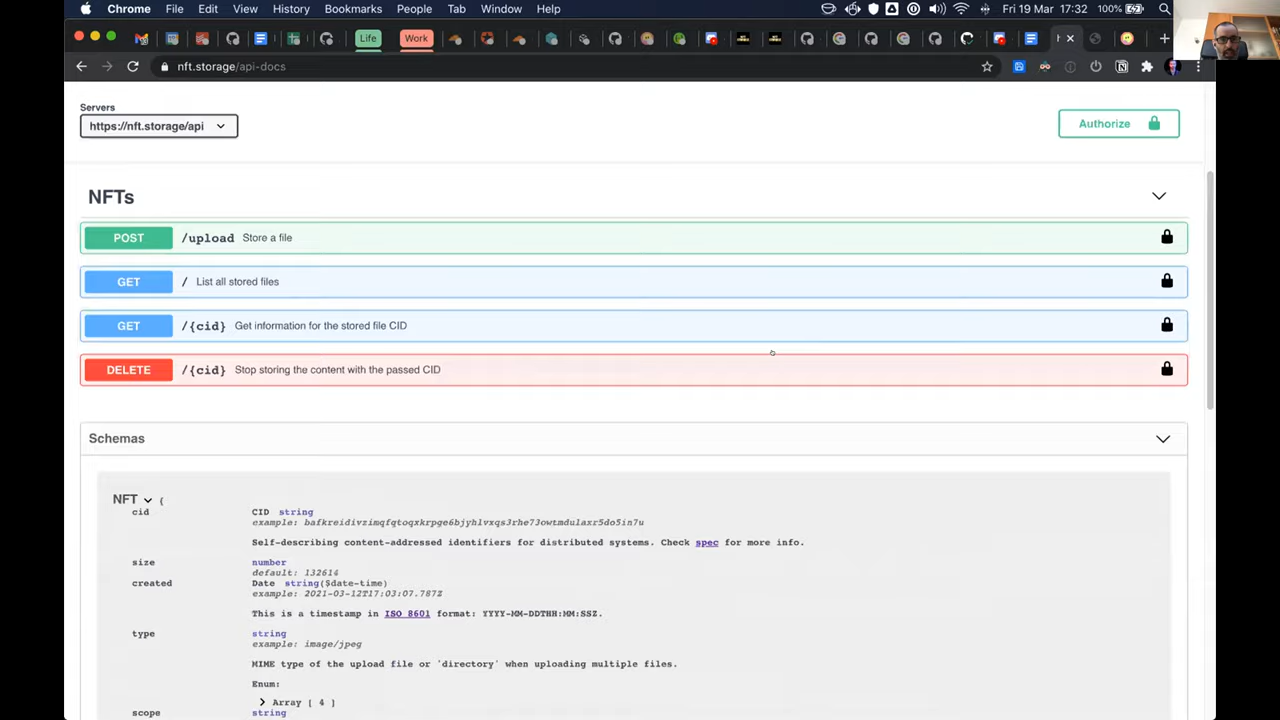 Chrome File Edit View History Bookmarks People Tab Window Help Fri 19 Mar 17:32 100%
Life Work
nft.storage/api-docs
Servers
https://nft.storage/api
Authorize
NFTs
POST /upload Store a file
GET / List all stored files
GET /{cid} Get information for the stored file CID
DELETE /{cid} Stop storing the content with the passed CID
Schemas
NFT {
cid CID string
example: bafkreidivzimqfqtoqxkrpge6bjyhlvxqs3rhe73owtmdulaxr5do5in7u
Self-describing content-addressed identifiers for distributed systems. Check spec for more info.
size number
default: 132614
created Date string($date-time)
example: 2021-03-12T17:03:07.787Z
This is a timestamp in ISO 8601 format: YYYY-MM-DDTHH:MM:SSZ.
type string
example: image/jpeg
MIME type of the upload file or 'directory' when uploading multiple files.
Enum:
Array [ 4 ]
scope string